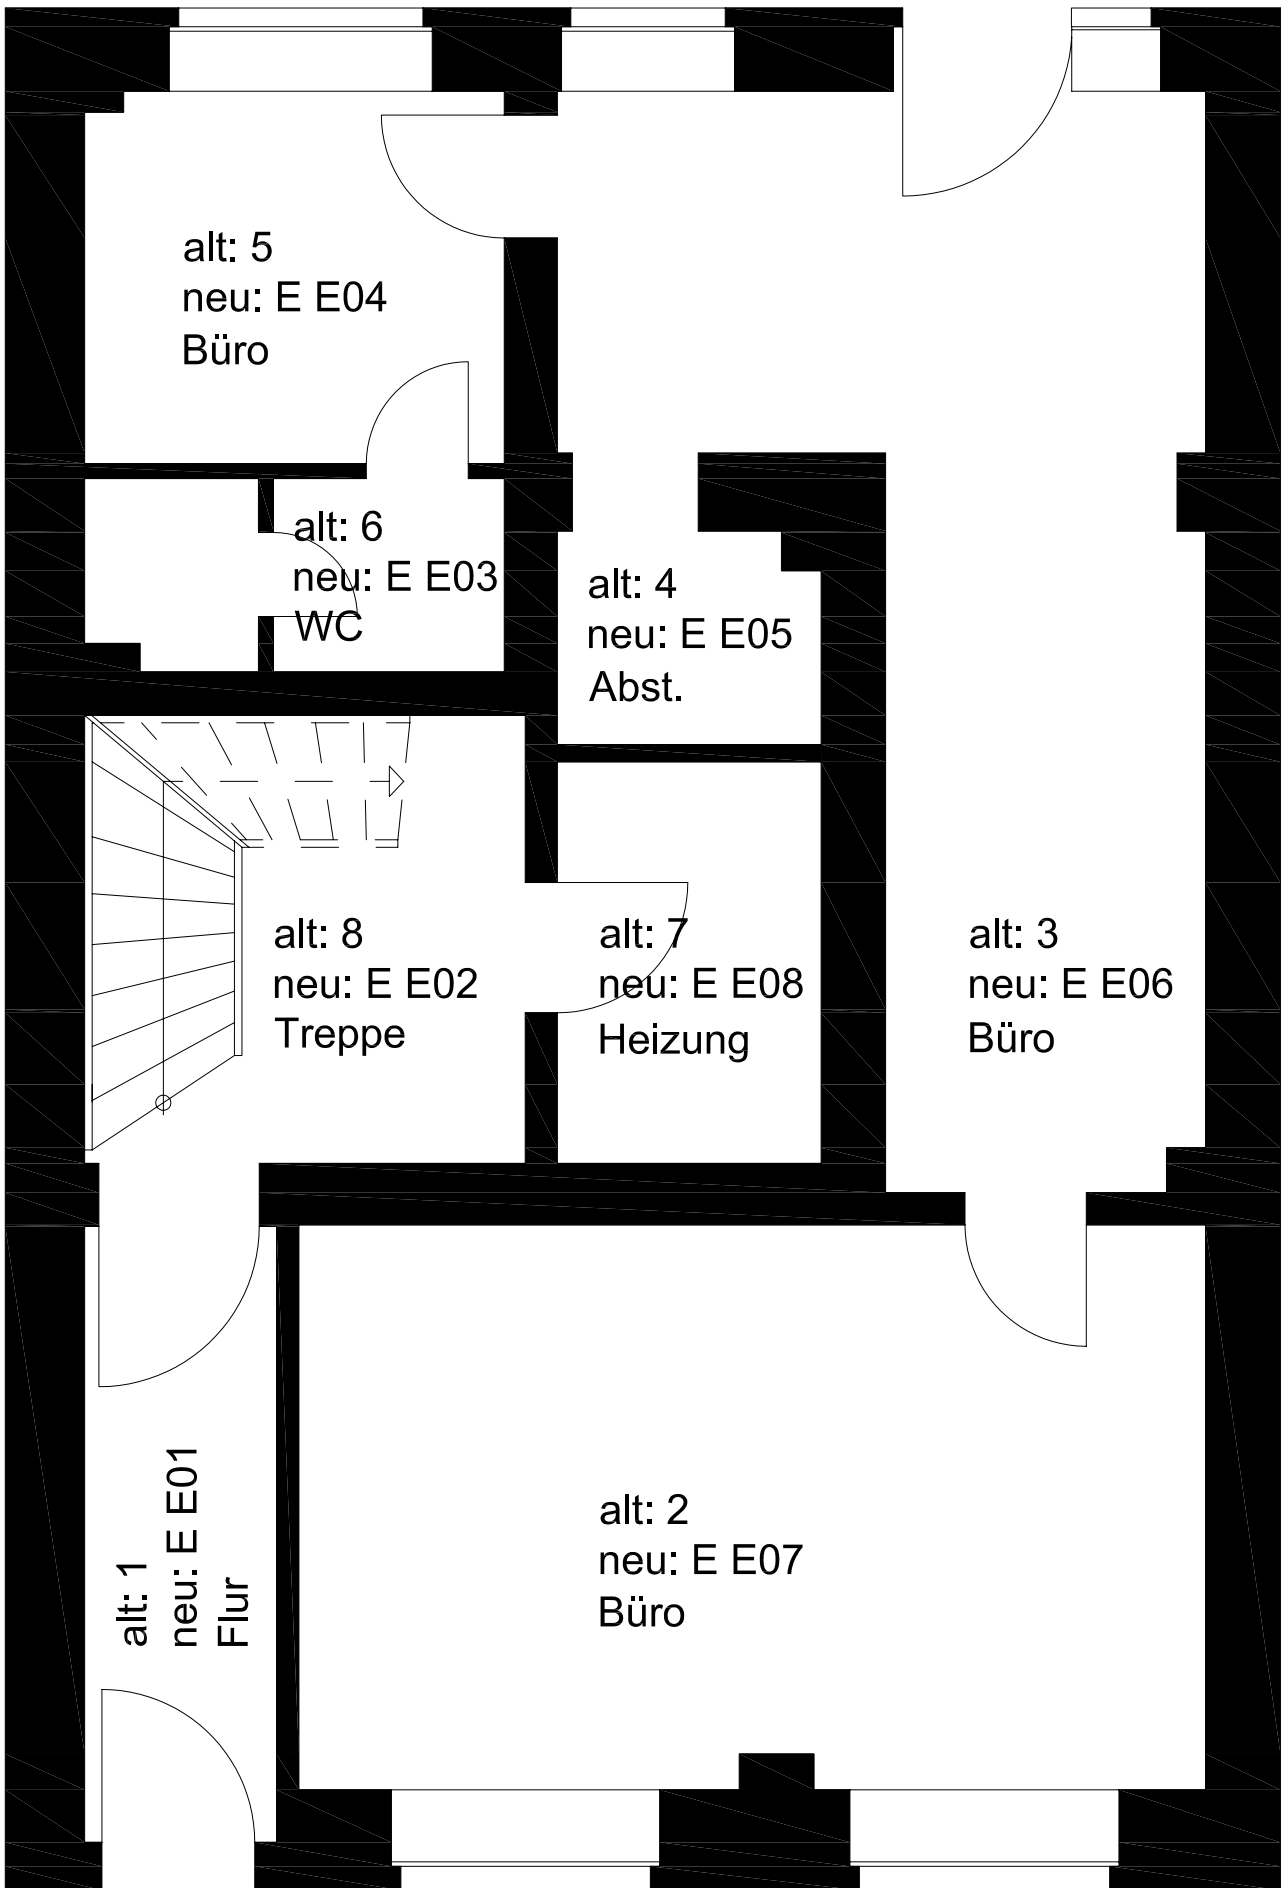 alt: 5
neu: E E04
Büro
alt: 6
neu: E E03
WC
alt: 4
neu: E E05
Abst.
alt: 8
neu: E E02
Treppe
alt: 7
neu: E E08
Heizung
alt: 3
neu: E E06
Büro
alt: 1
neu: E E01
Flur
alt: 2
neu: E E07
Büro